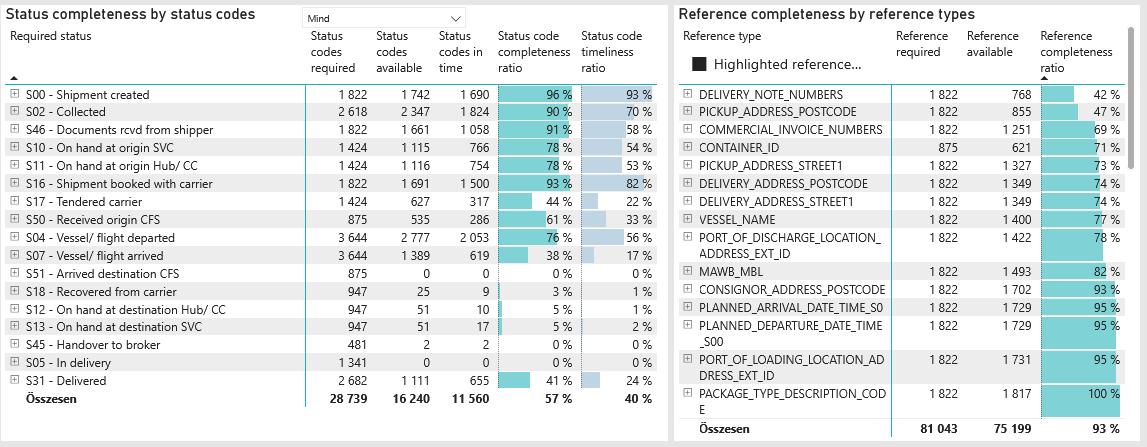 Status completeness by status codes
Mind
Required status
Status codes required
Status codes available
Status codes in time
Status code completeness ratio
Status code timeliness ratio
S00 - Shipment created 1 822 1 742 1 690 96 % 93 %
S02 - Collected 2 618 2 347 1 824 90 % 70 %
S46 - Documents rcvd from shipper 1 822 1 661 1 058 91 % 58 %
S10 - On hand at origin SVC 1 424 1 115 766 78 % 54 %
S11 - On hand at origin Hub/ CC 1 424 1 116 754 78 % 53 %
S16 - Shipment booked with carrier 1 822 1 691 1 500 93 % 82 %
S17 - Tendered carrier 1 424 627 317 44 % 22 %
S50 - Received origin CFS 875 535 286 61 % 33 %
S04 - Vessel/ flight departed 3 644 2 777 2 053 76 % 56 %
S07 - Vessel/ flight arrived 3 644 1 389 619 38 % 17 %
S51 - Arrived destination CFS 875 0 0 0 % 0 %
S18 - Recovered from carrier 947 25 9 3 % 1 %
S12 - On hand at destination Hub/ CC 947 51 10 5 % 1 %
S13 - On hand at destination SVC 947 51 17 5 % 2 %
S45 - Handover to broker 481 2 2 0 % 0 %
S05 - In delivery 1 341 0 0 0 % 0 %
S31 - Delivered 2 682 1 111 655 41 % 24 %
Összesen 28 739 16 240 11 560 57 % 40 %
Reference completeness by reference types
Reference type
Highlighted reference...
Reference required
Reference available
Reference completeness ratio
DELIVERY_NOTE_NUMBERS 1 822 768 42 %
PICKUP_ADDRESS_POSTCODE 1 822 855 47 %
COMMERCIAL_INVOICE_NUMBERS 1 822 1 251 69 %
CONTAINER_ID 875 621 71 %
PICKUP_ADDRESS_STREET1 1 822 1 327 73 %
DELIVERY_ADDRESS_POSTCODE 1 822 1 349 74 %
DELIVERY_ADDRESS_STREET1 1 822 1 349 74 %
VESSEL_NAME 1 822 1 400 77 %
PORT_OF_DISCHARGE_LOCATION_ 1 822 1 422 78 %
ADDRESS_EXT_ID
MAWB_MBL 1 822 1 493 82 %
CONSIGNOR_ADDRESS_POSTCODE 1 822 1 702 93 %
PLANNED_ARRIVAL_DATE_TIME_S0 1 822 1 729 95 %
PLANNED_DEPARTURE_DATE_TIME 1 822 1 729 95 %
_S00
PORT_OF_LOADING_LOCATION_AD 1 822 1 731 95 %
DRESS_EXT_ID
PACKAGE_TYPE_DESCRIPTION_COD 1 822 1 817 100 %
E
Összesen 81 043 75 199 93 %